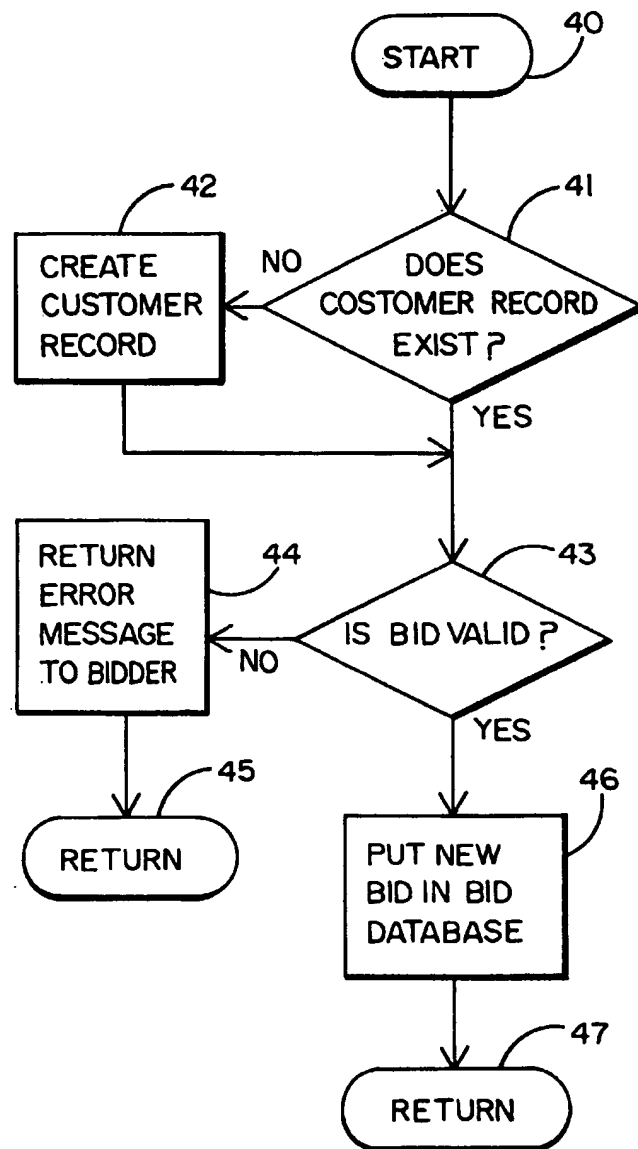 40
START
42
41
CREATE
CUSTOMER
RECORD
NO
DOES
COSTOMER RECORD
EXIST?
YES
RETURN
ERROR
MESSAGE
TO BIDDER
44
43
IS BID VALID?
NO
YES
45
RETURN
46
PUT NEW
BID IN BID
DATABASE
47
RETURN